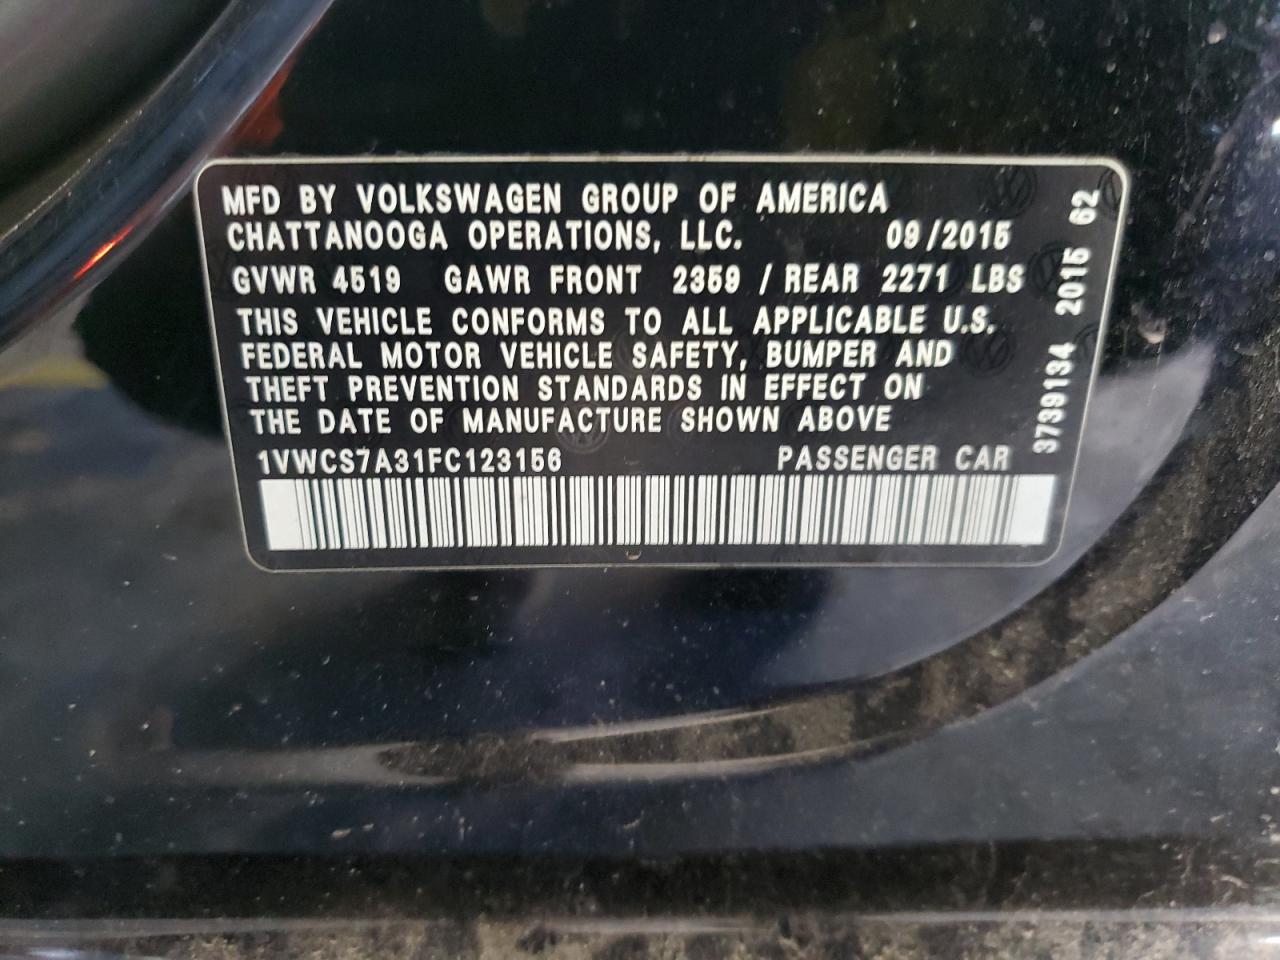 MFD BY VOLKSWAGEN GROUP OF AMERICA
CHATTANOOGA OPERATIONS, LLC. 09/2015
GVWR 4519 GAWR FRONT 2359 / REAR 2271 LBS
THIS VEHICLE CONFORMS TO ALL APPLICABLE U.S.
FEDERAL MOTOR VEHICLE SAFETY, BUMPER AND
THEFT PREVENTION STANDARDS IN EFFECT ON
THE DATE OF MANUFACTURE SHOWN ABOVE
1VWCS7A31FC123156 PASSENGER CAR
3739134 2015 62